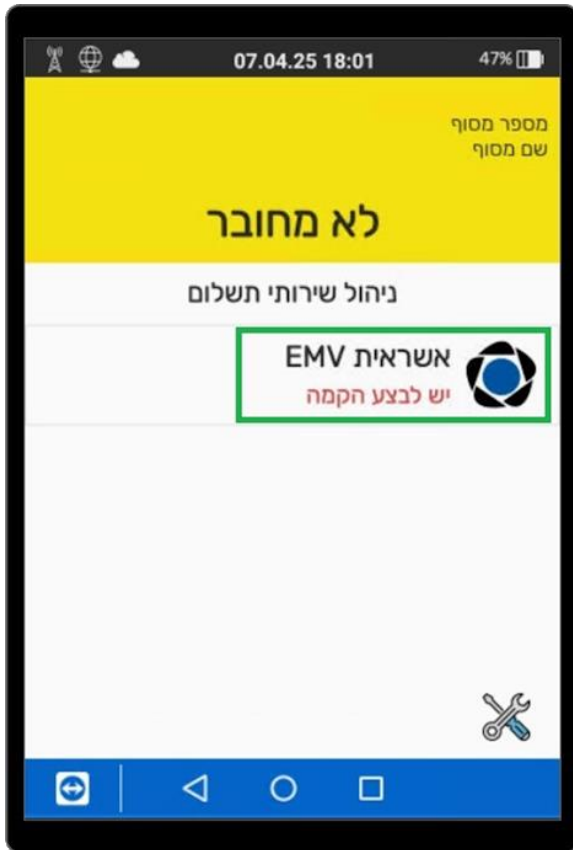 07.04.25 18:01
47%
מספר מסוף
שם מסוף
לא מחובר
ניהול שירותי תשלום
אשראית EMV
יש לבצע הקמה